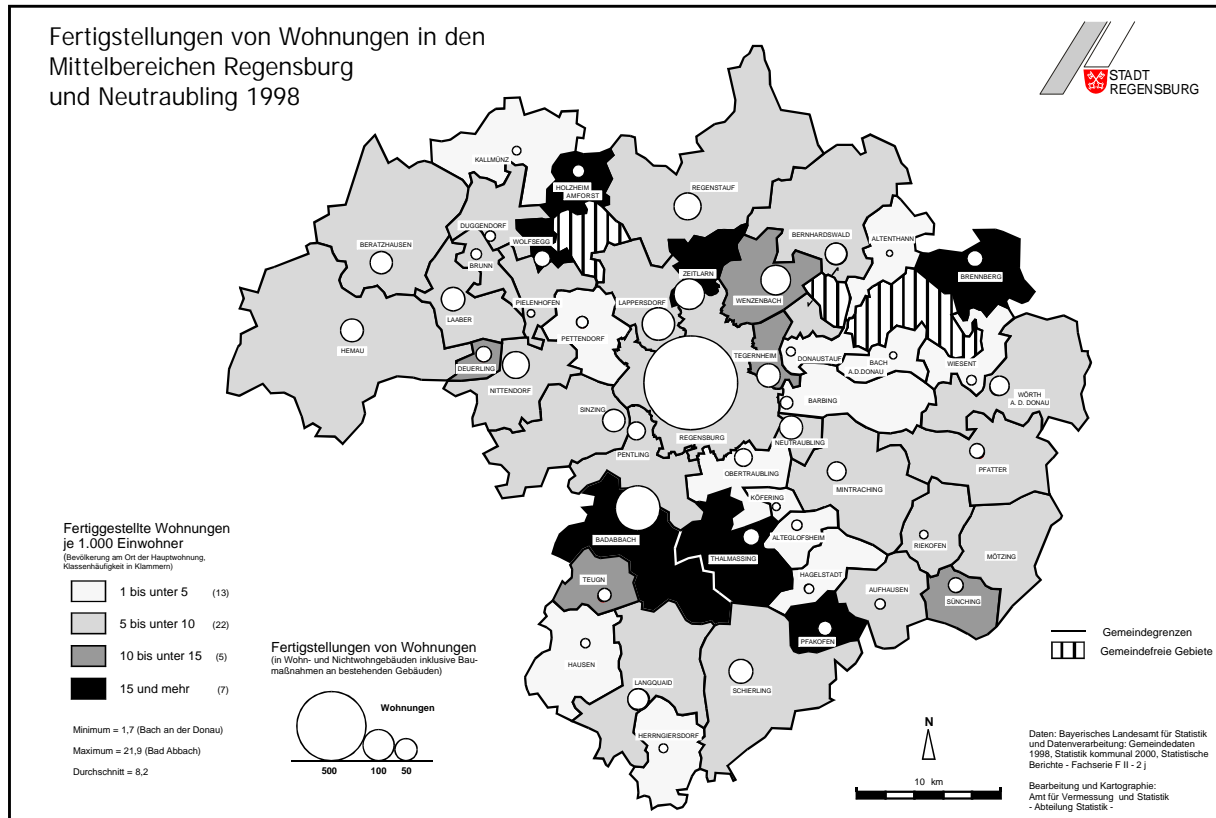 Fertigstellungen von Wohnungen in den
Mittelbereichen Regensburg
und Neutraubling 1998
STADT
REGENSBURG
KALLMÜNZ
HOLZHEIM
AMFORST
REGENSTAUF
DUGGENDORF
WOLFSEGG
BERATZHAUSEN
BRUNN
BERNHARDSWALD
ALTENTHANN
ZEITLARN
BRENNBERG
WENZENBACH
PIELENHOFEN
LAPPERSDORF
LAABER
PETTENDORF
HEMAU
DEUERLING
TEGERNHEIM
DONAUSTAUF
BACH
A.D.DONAU
WIESENT
NITTENDORF
WÖRTH
A. D. DONAU
BARBING
SINZING
REGENSBURG
NEUTRAUBLING
PENTLING
OBERTRAUBLING
PFATTER
MINTRACHING
KÖFERING
BADABBACH
ALTEGLOFSHEIM
THALMASSING
RIEKOFEN
MÖTZING
TEUGN
HAGELSTADT
AUFHAUSEN
SÜNCHING
PFAKOFEN
HAUSEN
LANGQUAID
SCHIERLING
HERRNGIERSDORF
Fertiggestellte Wohnungen
je 1.000 Einwohner
(Bevölkerung am Ort der Hauptwohnung,
Klassenhäufigkeit in Klammern)
1 bis unter 5 (13)
5 bis unter 10 (22)
10 bis unter 15 (5)
15 und mehr (7)
Minimum = 1,7 (Bach an der Donau)
Maximum = 21,9 (Bad Abbach)
Durchschnitt = 8,2
Fertigstellungen von Wohnungen
(in Wohn- und Nichtwohngebäuden inklusive Bau-
maßnahmen an bestehenden Gebäuden)
Wohnungen
500 100 50
Gemeindegrenzen
Gemeindefreie Gebiete
N
10 km
Daten: Bayerisches Landesamt für Statistik
und Datenverarbeitung: Gemeindedaten
1998, Statistik kommunal 2000, Statistische
Berichte - Fachserie F II - 2 j
Bearbeitung und Kartographie:
Amt für Vermessung und Statistik
- Abteilung Statistik -